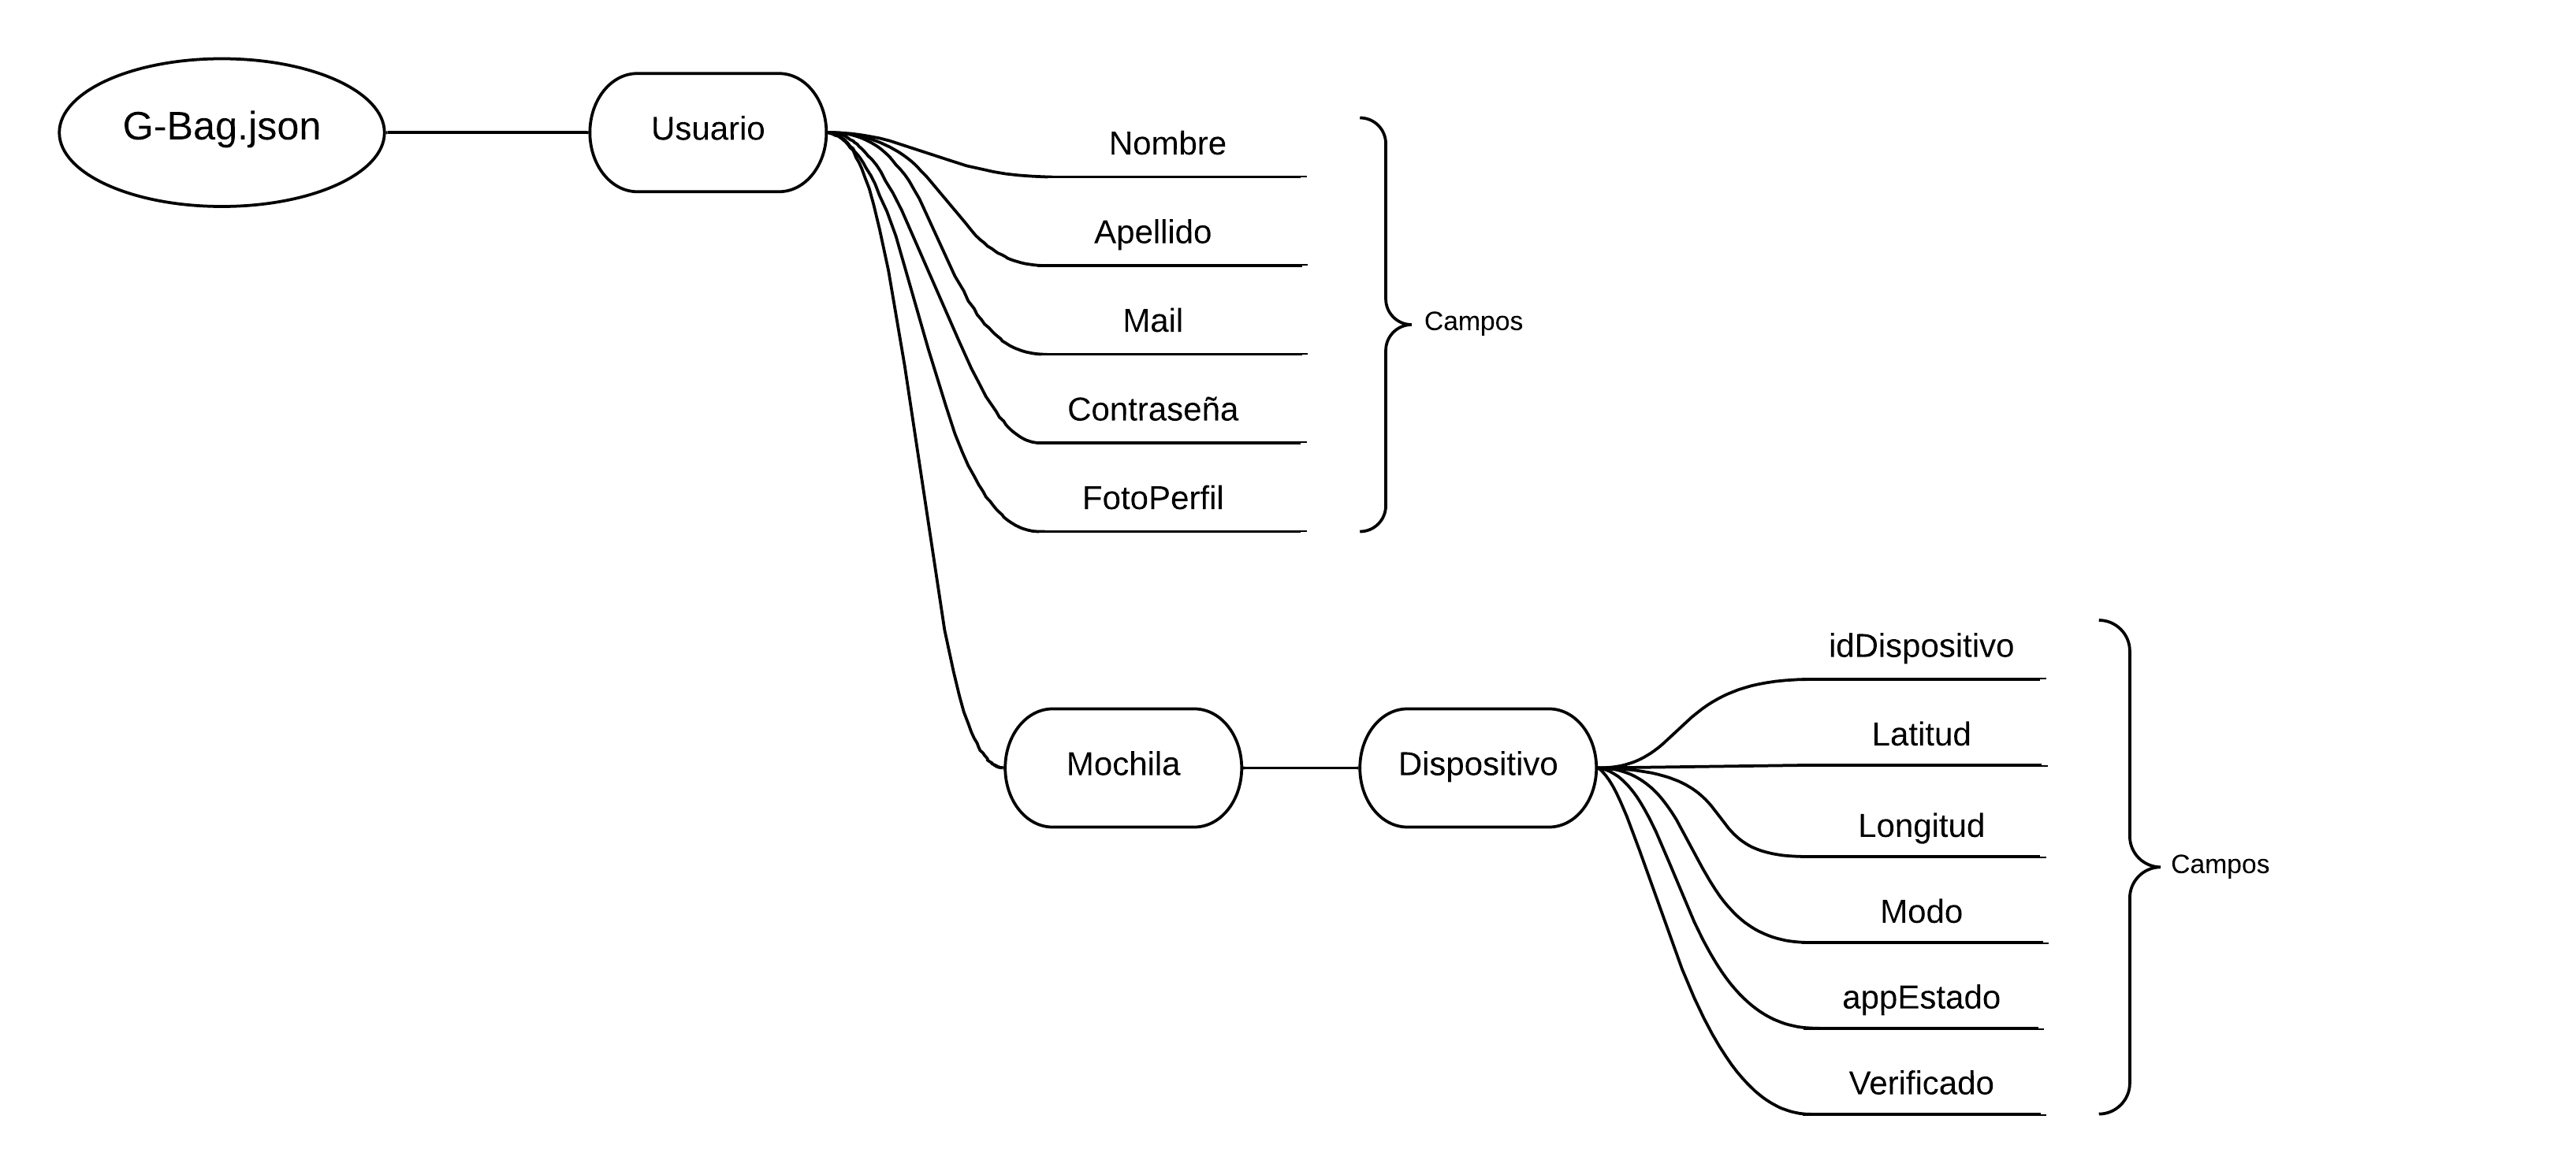 G-Bag.json
Usuario
Nombre
Apellido
Mail
Contraseña
FotoPerfil
Campos
Mochila
Dispositivo
idDispositivo
Latitud
Longitud
Modo
appEstado
Verificado
Campos